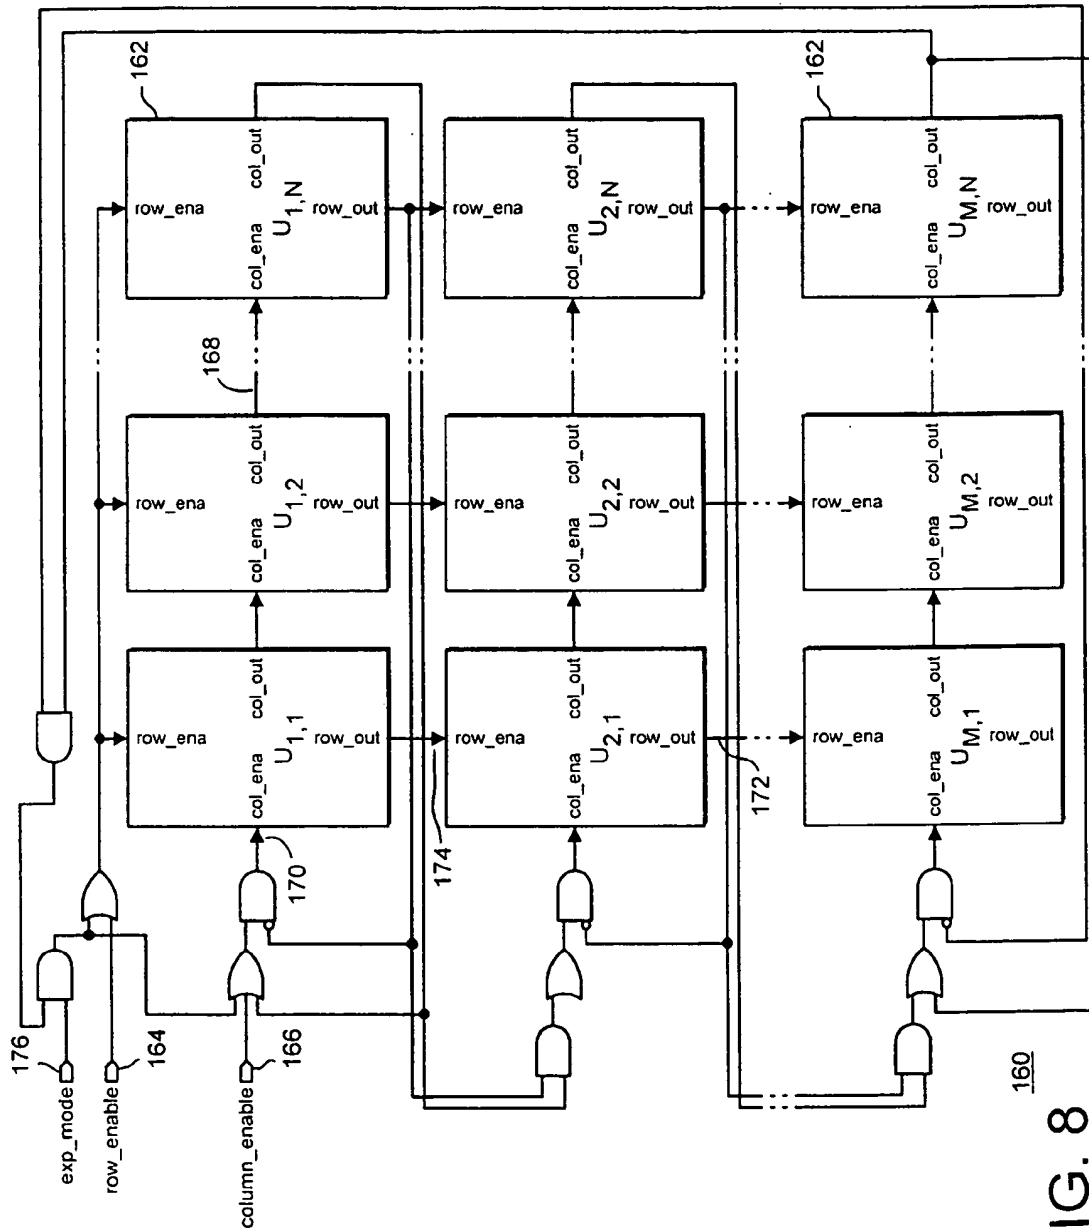 176
exp_mode
row_enable
164
column_enable
166
170
row_ena
col_ena
U1,1
col_out
row_out
row_ena
col_ena
U1,2
col_out
row_out
168
row_ena
col_ena
U1,N
col_out
row_out
162
174
row_ena
col_ena
U2,1
col_out
row_out
172
row_ena
col_ena
U2,2
col_out
row_out
row_ena
col_ena
U2,N
col_out
row_out
row_ena
col_ena
UM,1
col_out
row_out
row_ena
col_ena
UM,2
col_out
row_out
row_ena
col_ena
UM,N
col_out
row_out
162
160
IG. 8